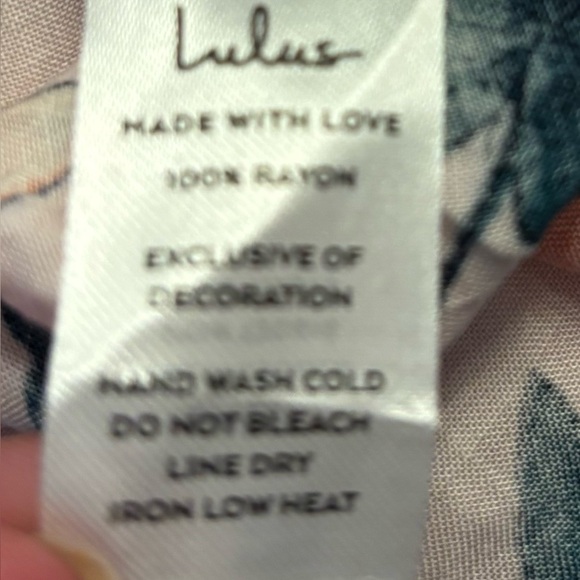 Lulus
MADE WITH LOVE
100% RAYON
EXCLUSIVE OF
DECORATION
HAND WASH COLD
DO NOT BLEACH
LINE DRY
IRON LOW HEAT